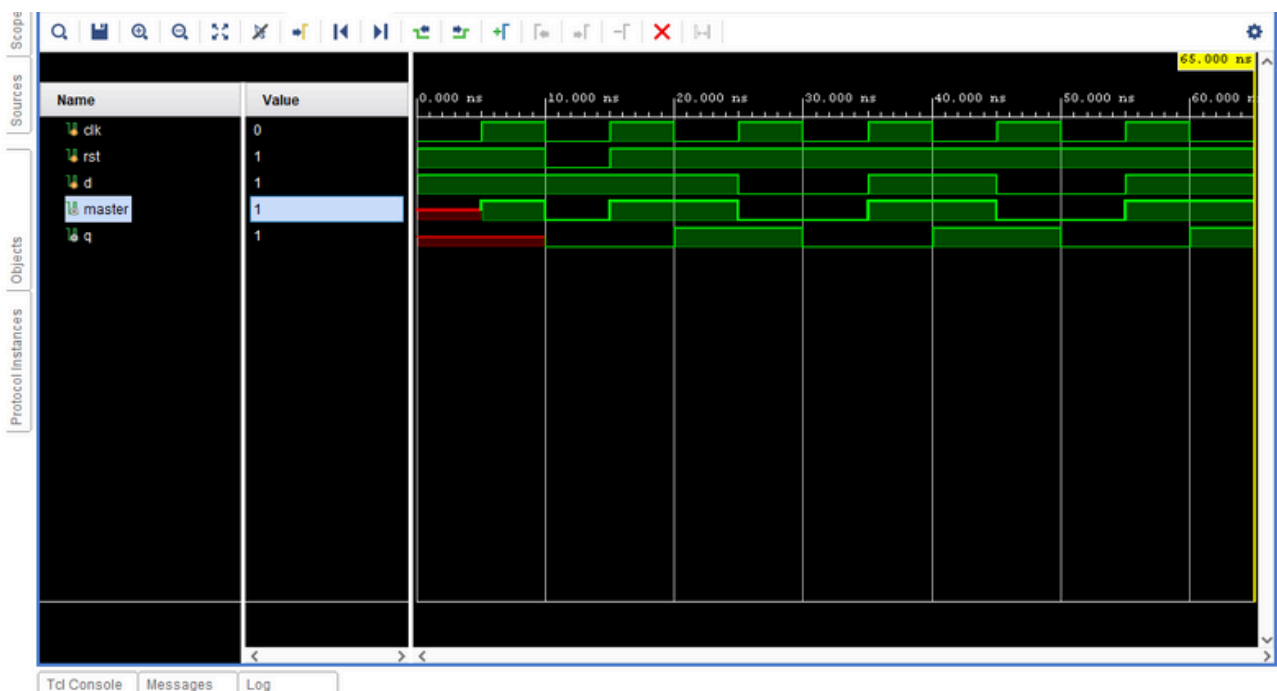 Scope
Sources
Objects
Protocol Instances
65.000 ns
Name Value
0.000 ns 10.000 ns 20.000 ns 30.000 ns 40.000 ns 50.000 ns 60.000 n
clk 0
rst 1
d 1
master 1
q 1
Tcl Console Messages Log